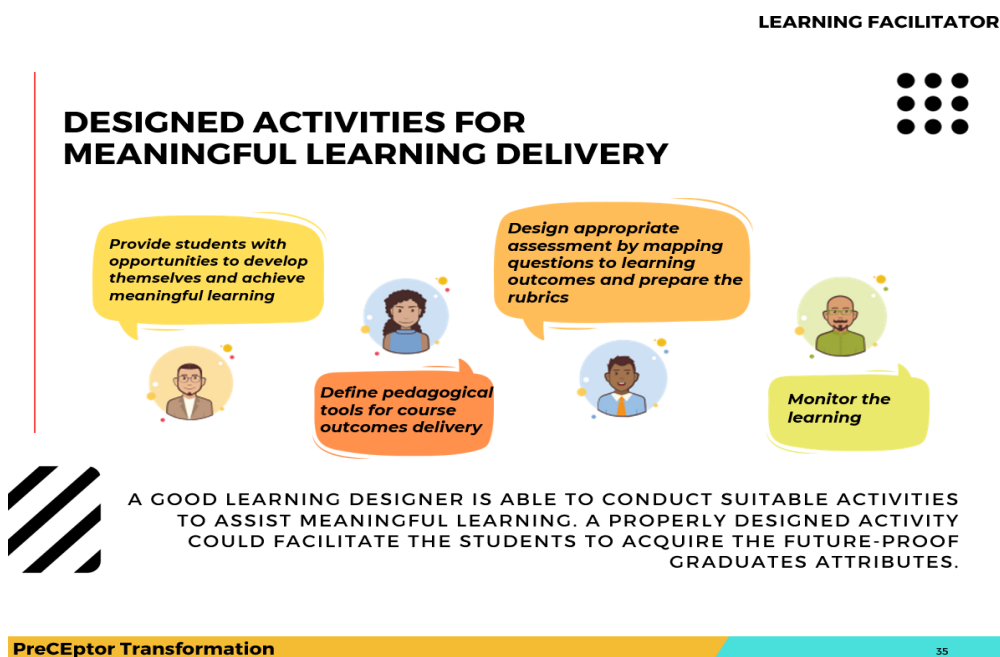 LEARNING FACILITATOR
DESIGNED ACTIVITIES FOR
MEANINGFUL LEARNING DELIVERY
Provide students with
opportunities to develop
themselves and achieve
meaningful learning
Define pedagogical
tools for course
outcomes delivery
Design appropriate
assessment by mapping
questions to learning
outcomes and prepare the
rubrics
Monitor the
learning
A GOOD LEARNING DESIGNER IS ABLE TO CONDUCT SUITABLE ACTIVITIES
TO ASSIST MEANINGFUL LEARNING. A PROPERLY DESIGNED ACTIVITY
COULD FACILITATE THE STUDENTS TO ACQUIRE THE FUTURE-PROOF
GRADUATES ATTRIBUTES.
PreCEptor Transformation
35